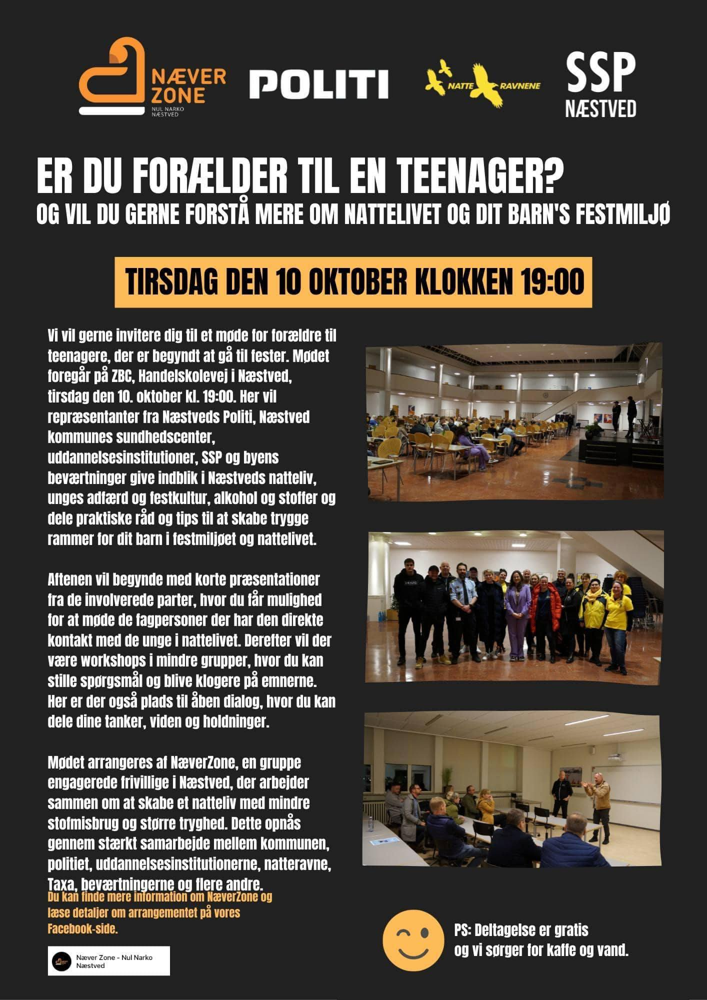 NÆVER
ZONE
NUL NARKO
NÆSTVED
POLITI
NATTE RAVNENE
SSP
NÆSTVED
ER DU FORÆLDER TIL EN TEENAGER?
OG VIL DU GERNE FORSTÅ MERE OM NATTELIVET OG DIT BARN'S FESTMILJØ
TIRSDAG DEN 10 OKTOBER KLOKKEN 19:00
Vi vil gerne invitere dig til et møde for forældre til
teenagere, der er begyndt at gå til fester. Mødet
foregår på ZBC, Handelskolevej i Næstved,
tirsdag den 10. oktober kl. 19:00. Her vil
repræsentanter fra Næstveds Politi, Næstved
kommunes sundhedscenter,
uddannelsesinstitutioner, SSP og byens
beværtninger give indblik i Næstveds natteliv,
unges adfærd og festkultur, alkohol og stoffer og
dele praktiske råd og tips til at skabe trygge
rammer for dit barn i festmiljøet og nattelivet.
Aftenen vil begynde med korte præsentationer
fra de involverede parter, hvor du får mulighed
for at møde de fagpersoner der har den direkte
kontakt med de unge i nattelivet. Derefter vil der
være workshops i mindre grupper, hvor du kan
stille spørgsmål og blive klogere på emnerne.
Her er der også plads til åben dialog, hvor du kan
dele dine tanker, viden og holdninger.
Mødet arrangeres af NæverZone, en gruppe
engagerede frivillige i Næstved, der arbejder
sammen om at skabe et natteliv med mindre
stofmisbrug og større tryghed. Dette opnås
gennem stærkt samarbejde mellem kommunen,
politiet, uddannelsesinstitutionerne, natteravne,
Taxa, beværtningerne og flere andre.
Du kan finde mere information om NæverZone og
læse detaljer om arrangementet på vores
Facebook-side.
Næver Zone - Nul Narko
Næstved
PS: Deltagelse er gratis
og vi sørger for kaffe og vand.